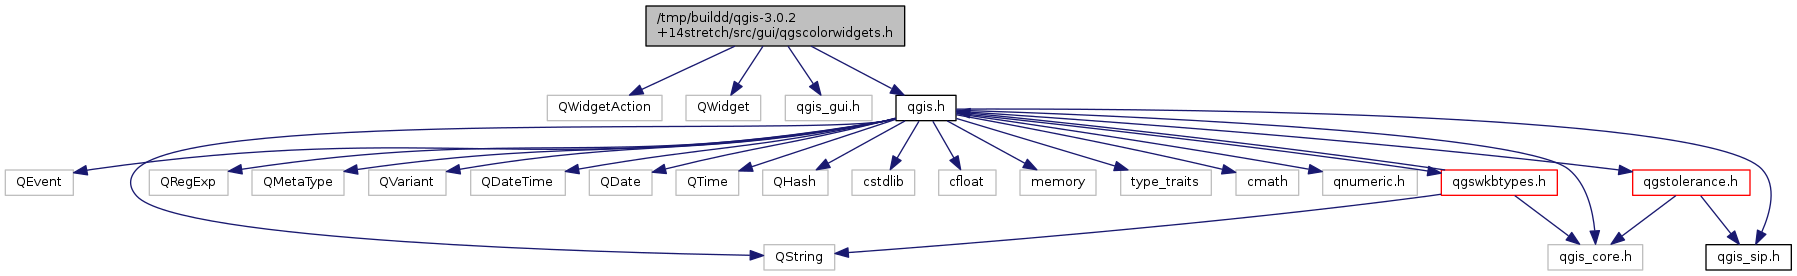 /tmp/buildd/qgis-3.0.2
+14stretch/src/gui/qgscolorwidgets.h
QWidgetAction
QWidget
qgis_gui.h
qgis.h
QEvent
QRegExp
QMetaType
QVariant
QDateTime
QDate
QTime
QHash
cstdlib
cfloat
memory
type_traits
cmath
qnumeric.h
qgswkbtypes.h
qgstolerance.h
QString
qgis_core.h
qgis_sip.h